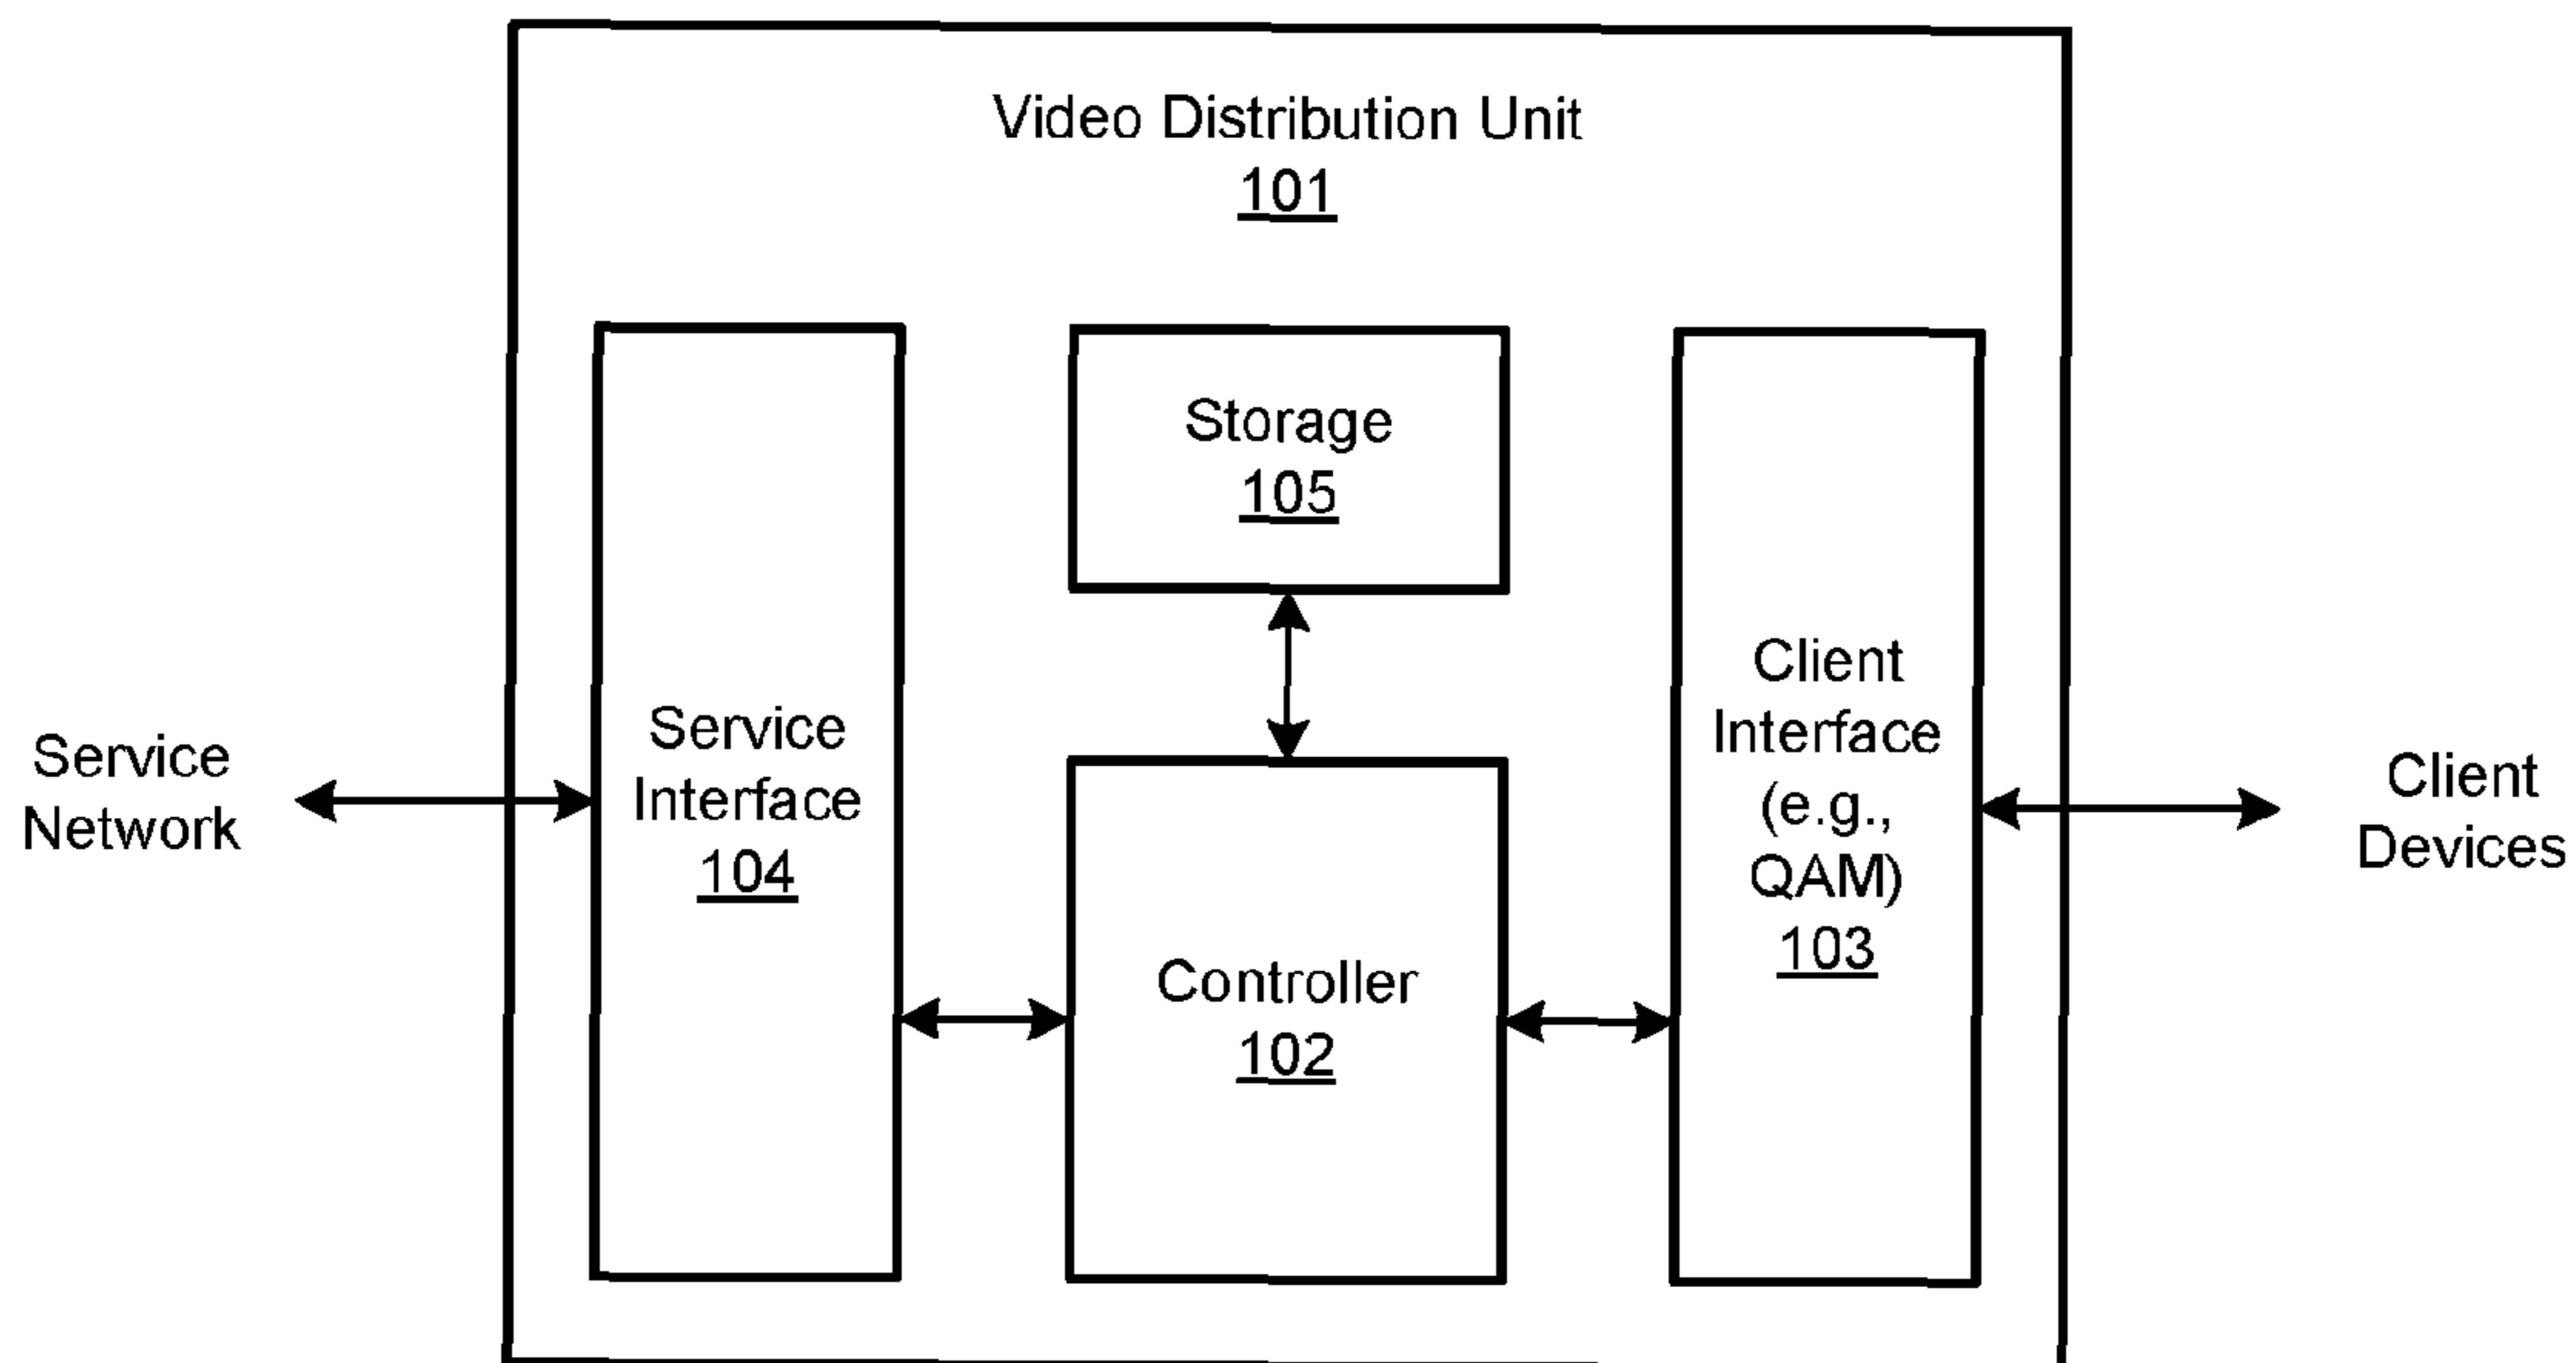 Video Distribution Unit
101
Storage
105
Service
Network
Service
Interface
104
Controller
102
Client
Interface
(e.g.,
QAM)
103
Client
Devices